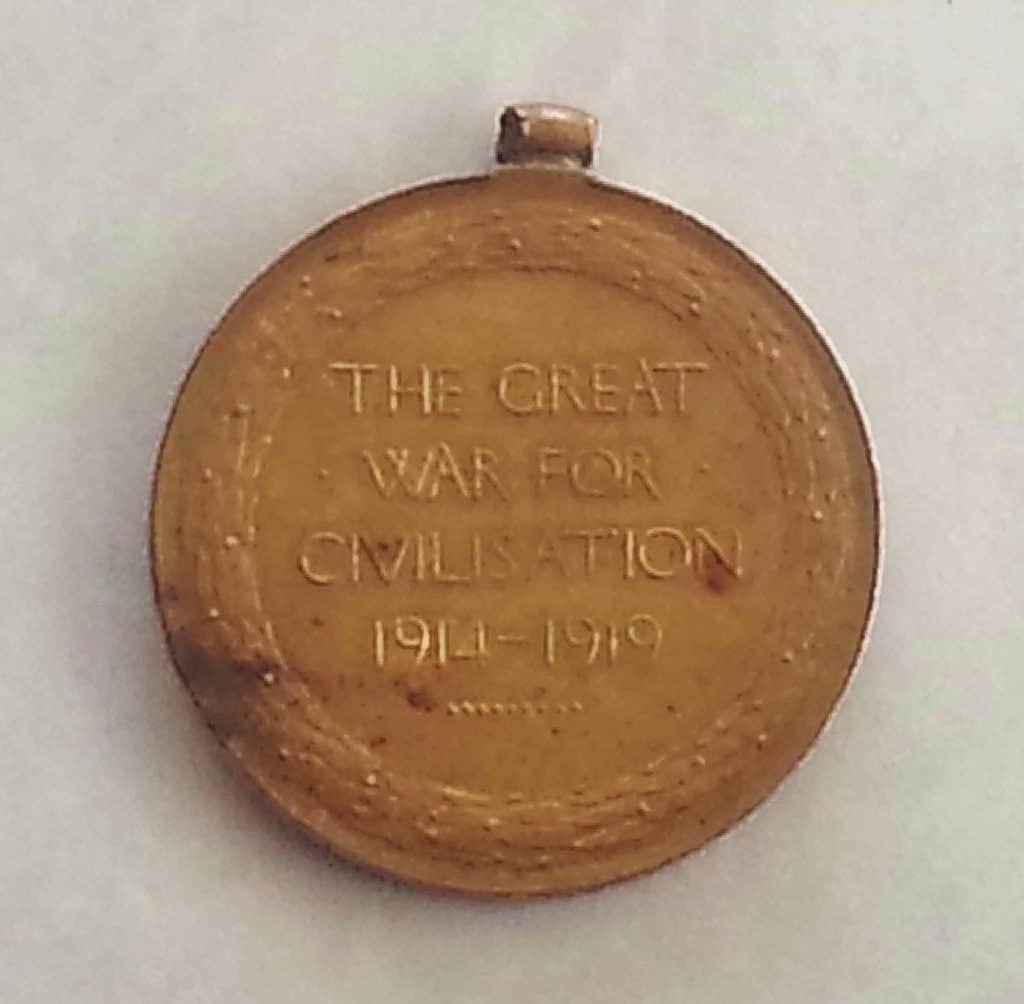 THE GREAT
WAR FOR
CIVILISATION
1914-1919